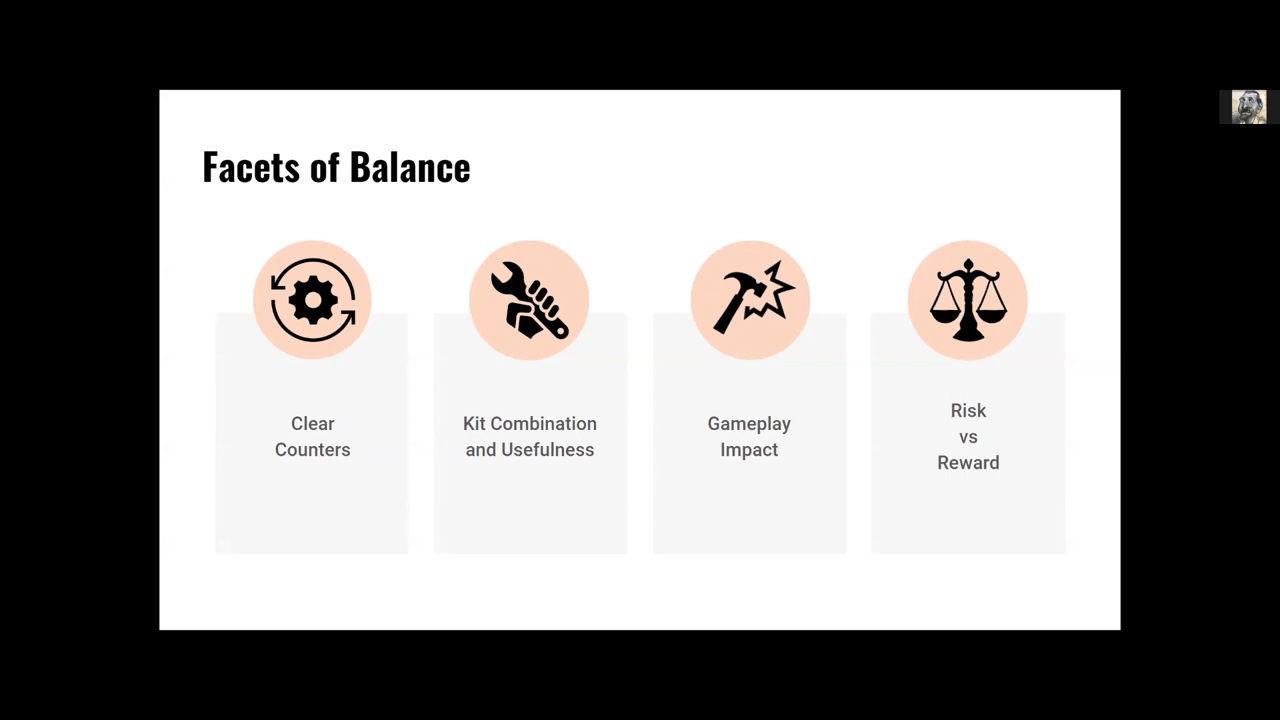 Facets of Balance
Clear
Counters
Kit Combination
and Usefulness
Gameplay
Impact
Risk
vs
Reward